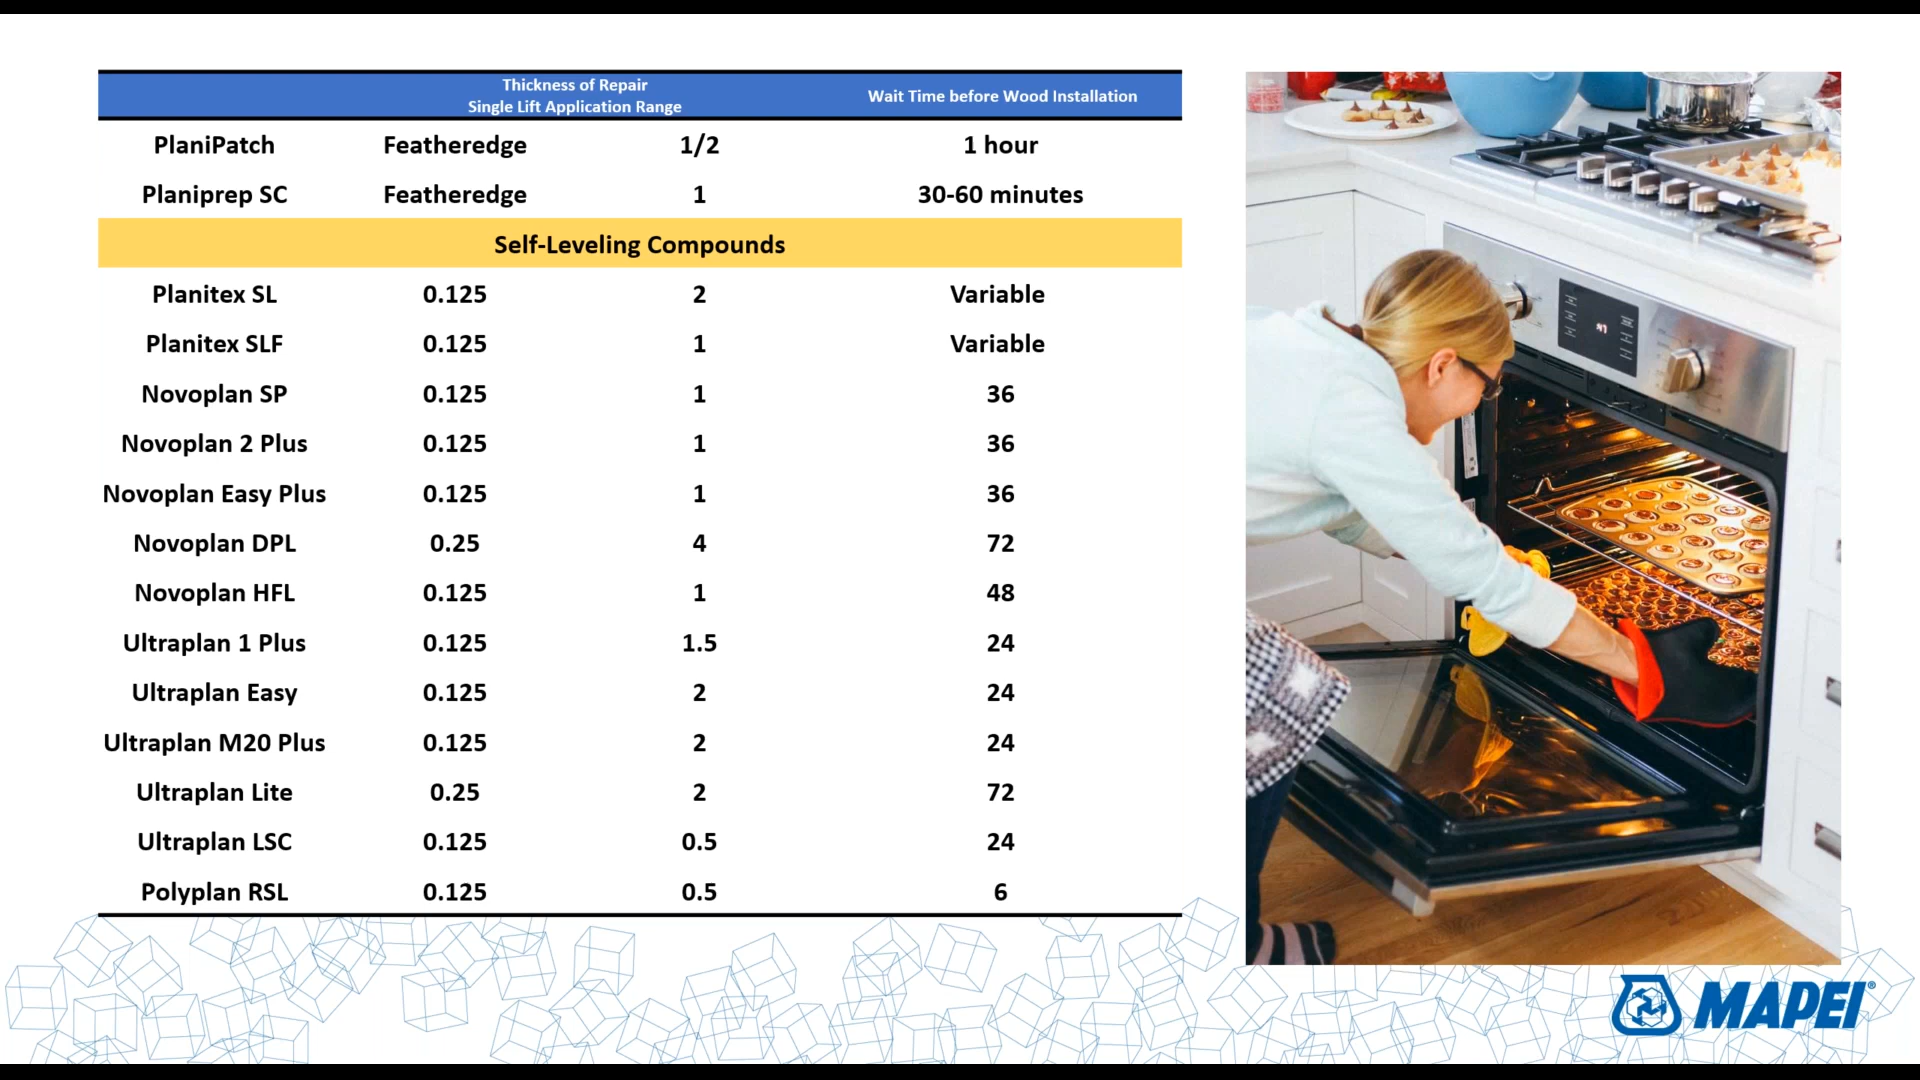 Thickness of Repair
Single Lift Application Range
Wait Time before Wood Installation
PlaniPatch Featheredge 1/2 1 hour
Planiprep SC Featheredge 1 30-60 minutes
Self-Leveling Compounds
Planitex SL 0.125 2 Variable
Planitex SLF 0.125 1 Variable
Novoplan SP 0.125 1 36
Novoplan 2 Plus 0.125 1 36
Novoplan Easy Plus 0.125 1 36
Novoplan DPL 0.25 4 72
Novoplan HFL 0.125 1 48
Ultraplan 1 Plus 0.125 1.5 24
Ultraplan Easy 0.125 2 24
Ultraplan M20 Plus 0.125 2 24
Ultraplan Lite 0.25 2 72
Ultraplan LSC 0.125 0.5 24
Polyplan RSL 0.125 0.5 6
MAPEI®